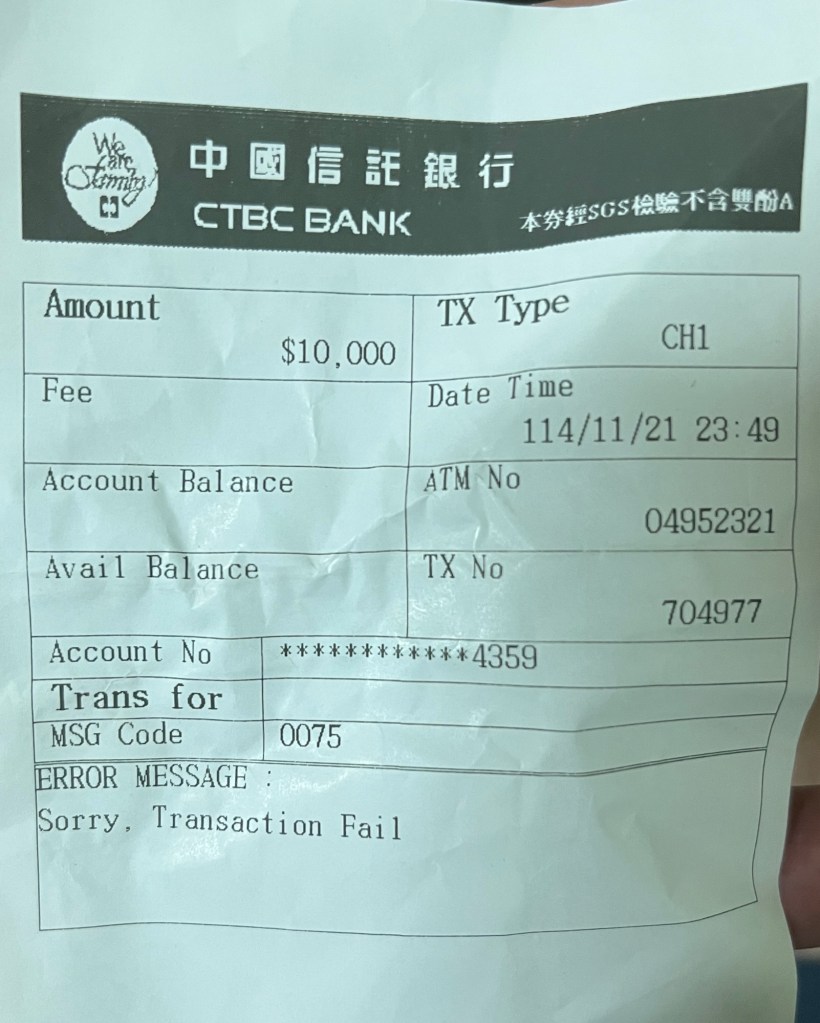 We
are
family
中國信託銀行
CTBC BANK
本券經SGS檢驗不含雙酚A
Amount
$10,000
TX Type
CH1
Fee
Date Time
114/11/21 23:49
Account Balance
ATM No
04952321
Avail Balance
TX No
704977
Account No
************4359
Trans for
MSG Code
0075
ERROR MESSAGE :
Sorry, Transaction Fail